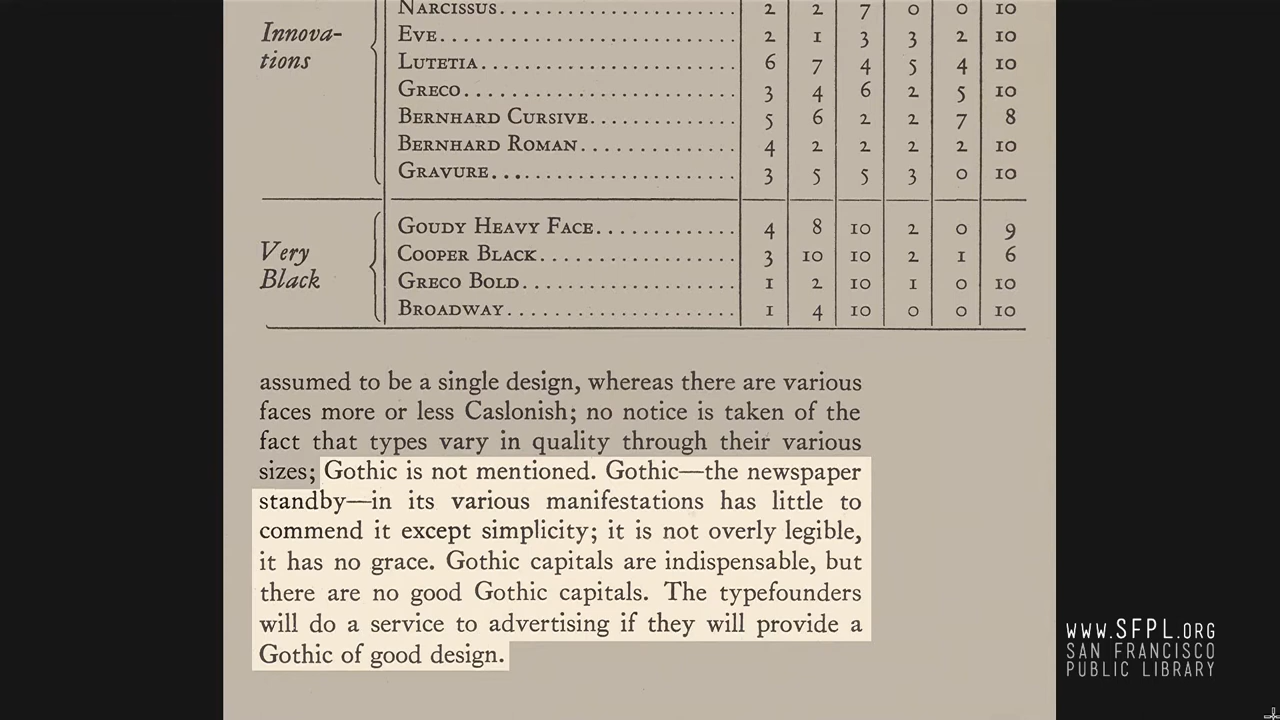 NARCISSUS. . . . . . . . . . . . . . . . . . . . . . . 2 2 7 0 0 10
Innova-
tions
EVE. . . . . . . . . . . . . . . . . . . . . . . . . . . . . 2 1 3 3 2 10
LUTETIA. . . . . . . . . . . . . . . . . . . . . . . . . 6 7 4 5 4 10
GRECO. . . . . . . . . . . . . . . . . . . . . . . . . . . 3 4 6 2 5 10
BERNHARD CURSIVE. . . . . . . . . . . . . . 5 6 2 2 7 8
BERNHARD ROMAN. . . . . . . . . . . . . . . 4 2 2 2 2 10
GRAVURE. . . . . . . . . . . . . . . . . . . . . . . . 3 5 5 3 0 10
Very
Black
GOUDY HEAVY FACE. . . . . . . . . . . . . . 4 8 10 2 0 9
COOPER BLACK. . . . . . . . . . . . . . . . . . . 3 10 10 2 1 6
GRECO BOLD. . . . . . . . . . . . . . . . . . . . . 1 2 10 1 0 10
BROADWAY. . . . . . . . . . . . . . . . . . . . . . . 1 4 10 0 0 10
assumed to be a single design, whereas there are various
faces more or less Caslonish; no notice is taken of the
fact that types vary in quality through their various
sizes; Gothic is not mentioned. Gothic—the newspaper
standby—in its various manifestations has little to
commend it except simplicity; it is not overly legible,
it has no grace. Gothic capitals are indispensable, but
there are no good Gothic capitals. The typefounders
will do a service to advertising if they will provide a
Gothic of good design.
WWW.SFPL.ORG
SAN FRANCISCO
PUBLIC LIBRARY